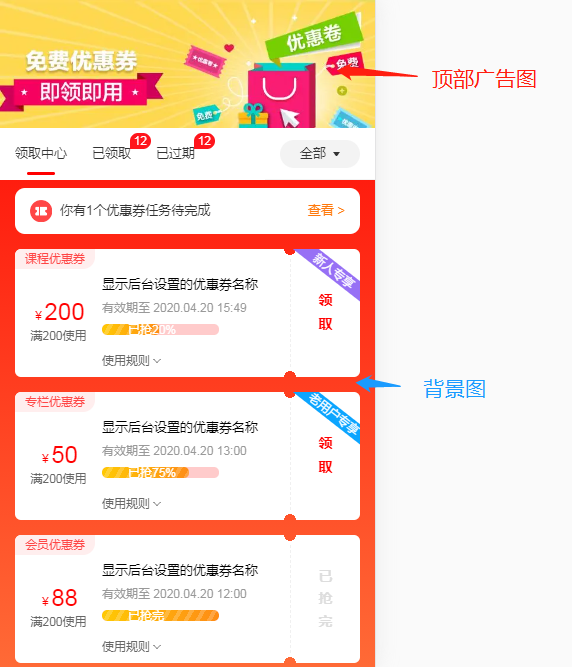 免费优惠券
即领即用
优惠卷
免费
免费
顶部广告图
领取中心
已领取
12
已过期
12
全部
你有1个优惠券任务待完成
查看 >
课程优惠券
新人专享
¥200
满200使用
显示后台设置的优惠券名称
有效期至 2020.04.20 15:49
已抢20%
使用规则
领取
背景图
专栏优惠券
老用户专享
¥50
满200使用
显示后台设置的优惠券名称
有效期至 2020.04.20 13:00
已抢75%
使用规则
领取
会员优惠券
¥88
满200使用
显示后台设置的优惠券名称
有效期至 2020.04.20 12:00
已抢完
使用规则
已抢完